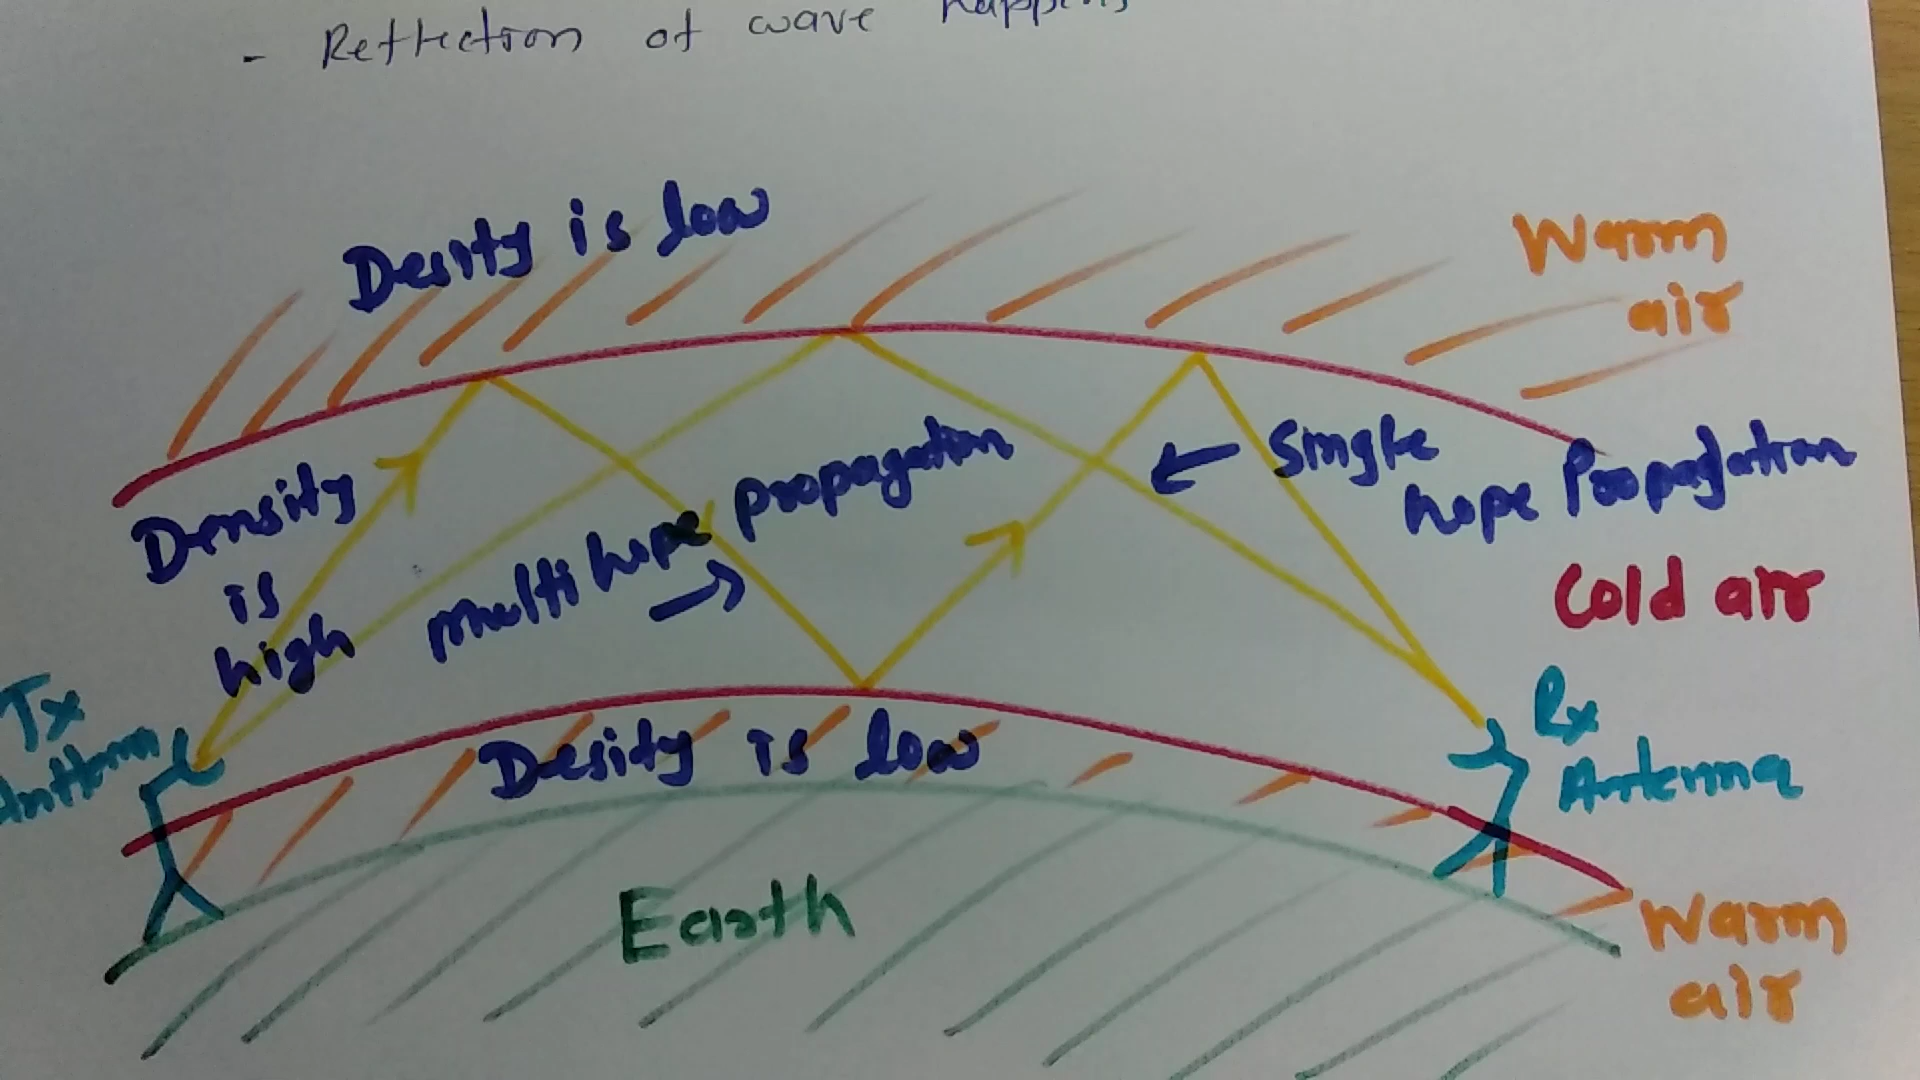 - Reflection of wave happens
Desity is low
Warm
air
Density
is
high
multi hope propagation
→
← Single
hope Propagation
Cold air
Tx
Antenna
Rx
Antenna
Desity is low
Earth
Warm
air